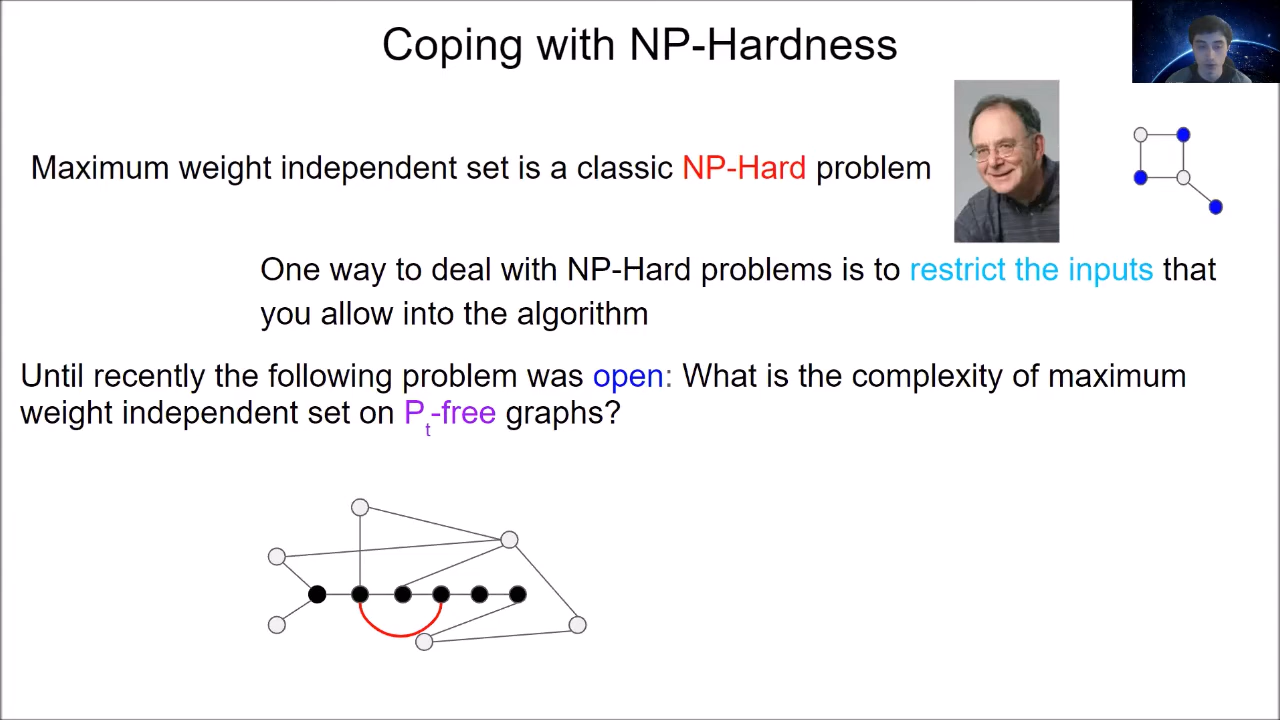 Coping with NP-Hardness
Maximum weight independent set is a classic NP-Hard problem
One way to deal with NP-Hard problems is to restrict the inputs that
you allow into the algorithm
Until recently the following problem was open: What is the complexity of maximum
weight independent set on Pt-free graphs?